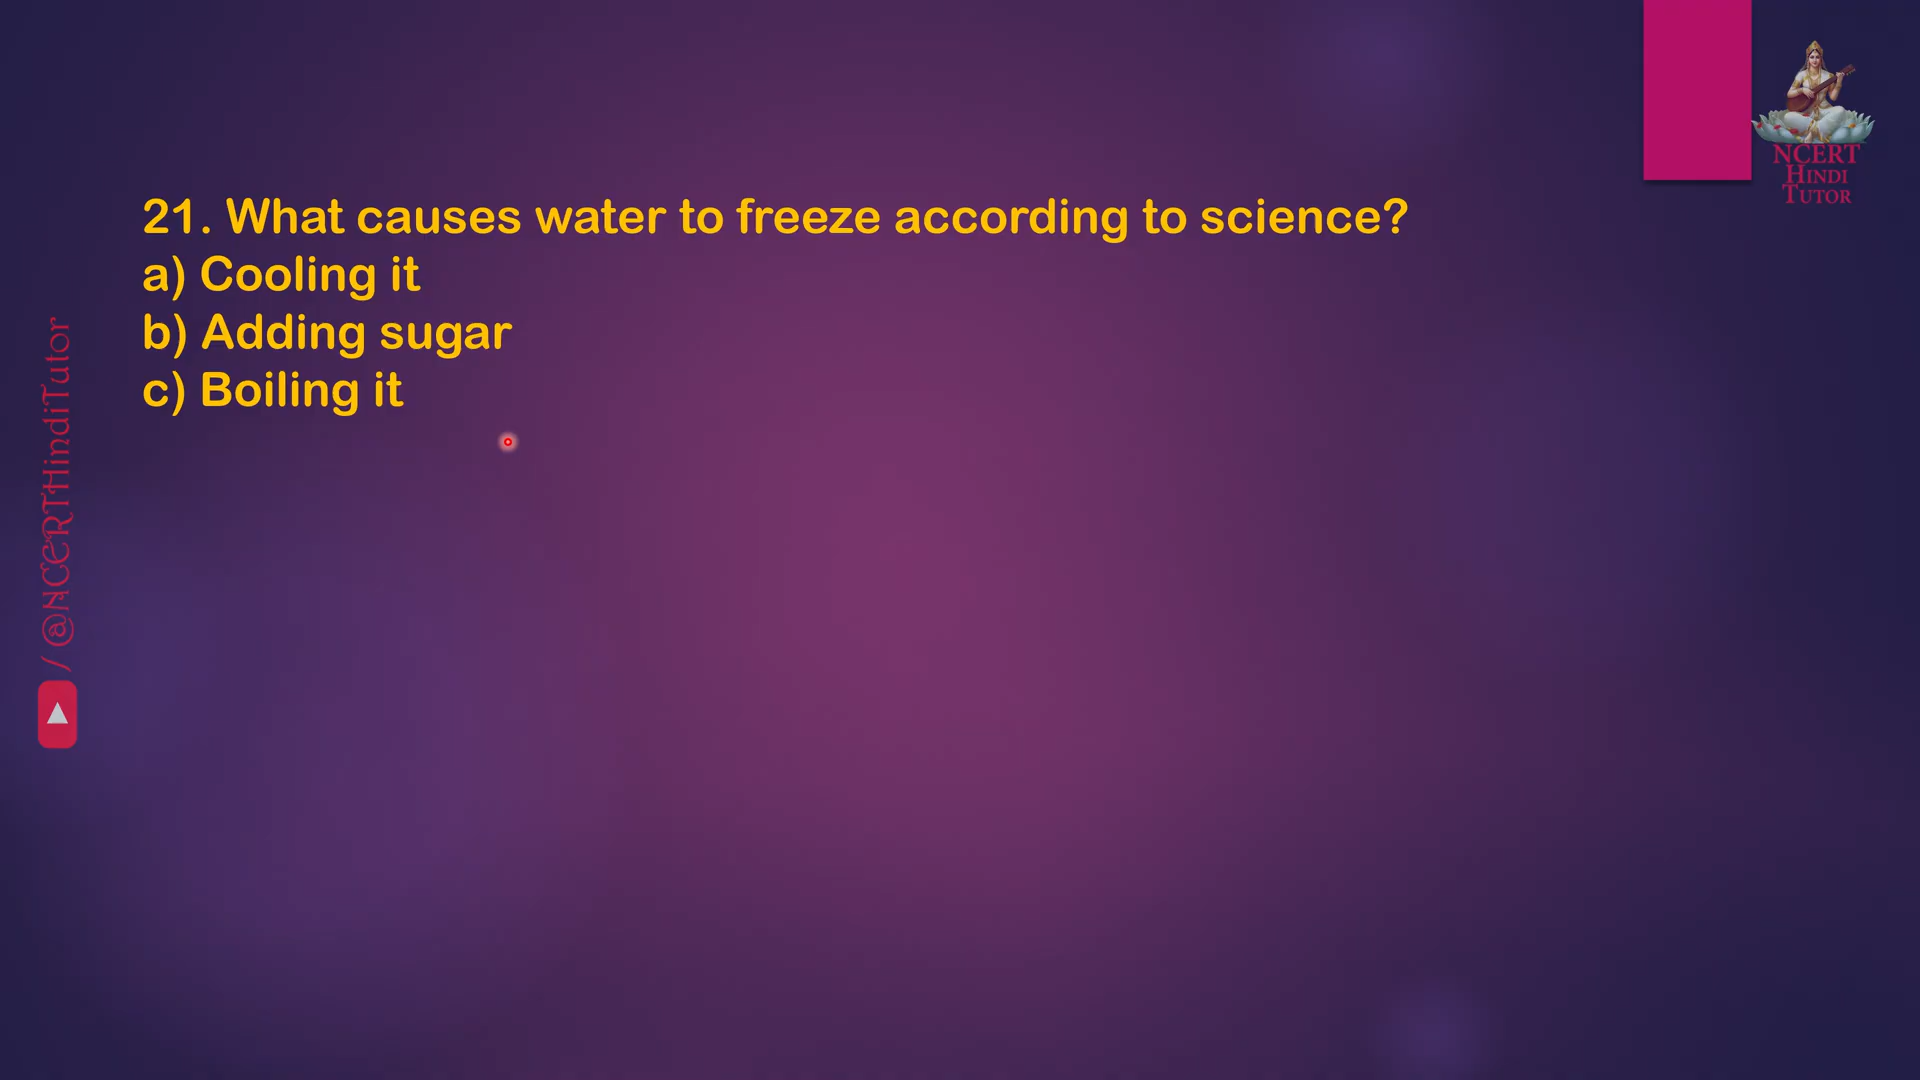 21. What causes water to freeze according to science?
a) Cooling it
b) Adding sugar
c) Boiling it
NCERT
HINDI
TUTOR
/ @NCERTHindiTutor